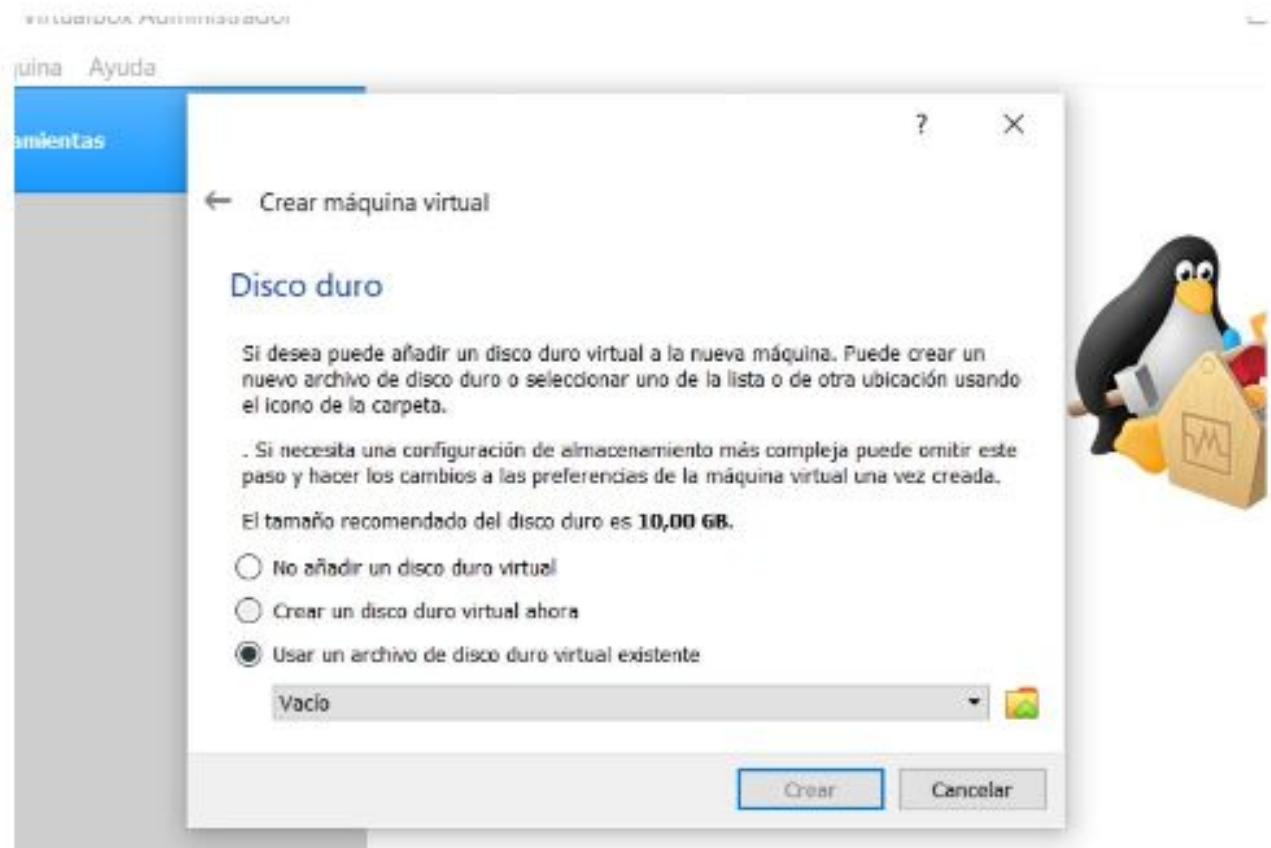 Virtualbox Administrador
quina Ayuda
amientas
?
Crear máquina virtual
Disco duro
Si desea puede añadir un disco duro virtual a la nueva máquina. Puede crear un
nuevo archivo de disco duro o seleccionar uno de la lista o de otra ubicación usando
el icono de la carpeta.
. Si necesita una configuración de almacenamiento más compleja puede omitir este
paso y hacer los cambios a las preferencias de la máquina virtual una vez creada.
El tamaño recomendado del disco duro es 10,00 GB.
No añadir un disco duro virtual
Crear un disco duro virtual ahora
Usar un archivo de disco duro virtual existente
Vacío
Crear Cancelar